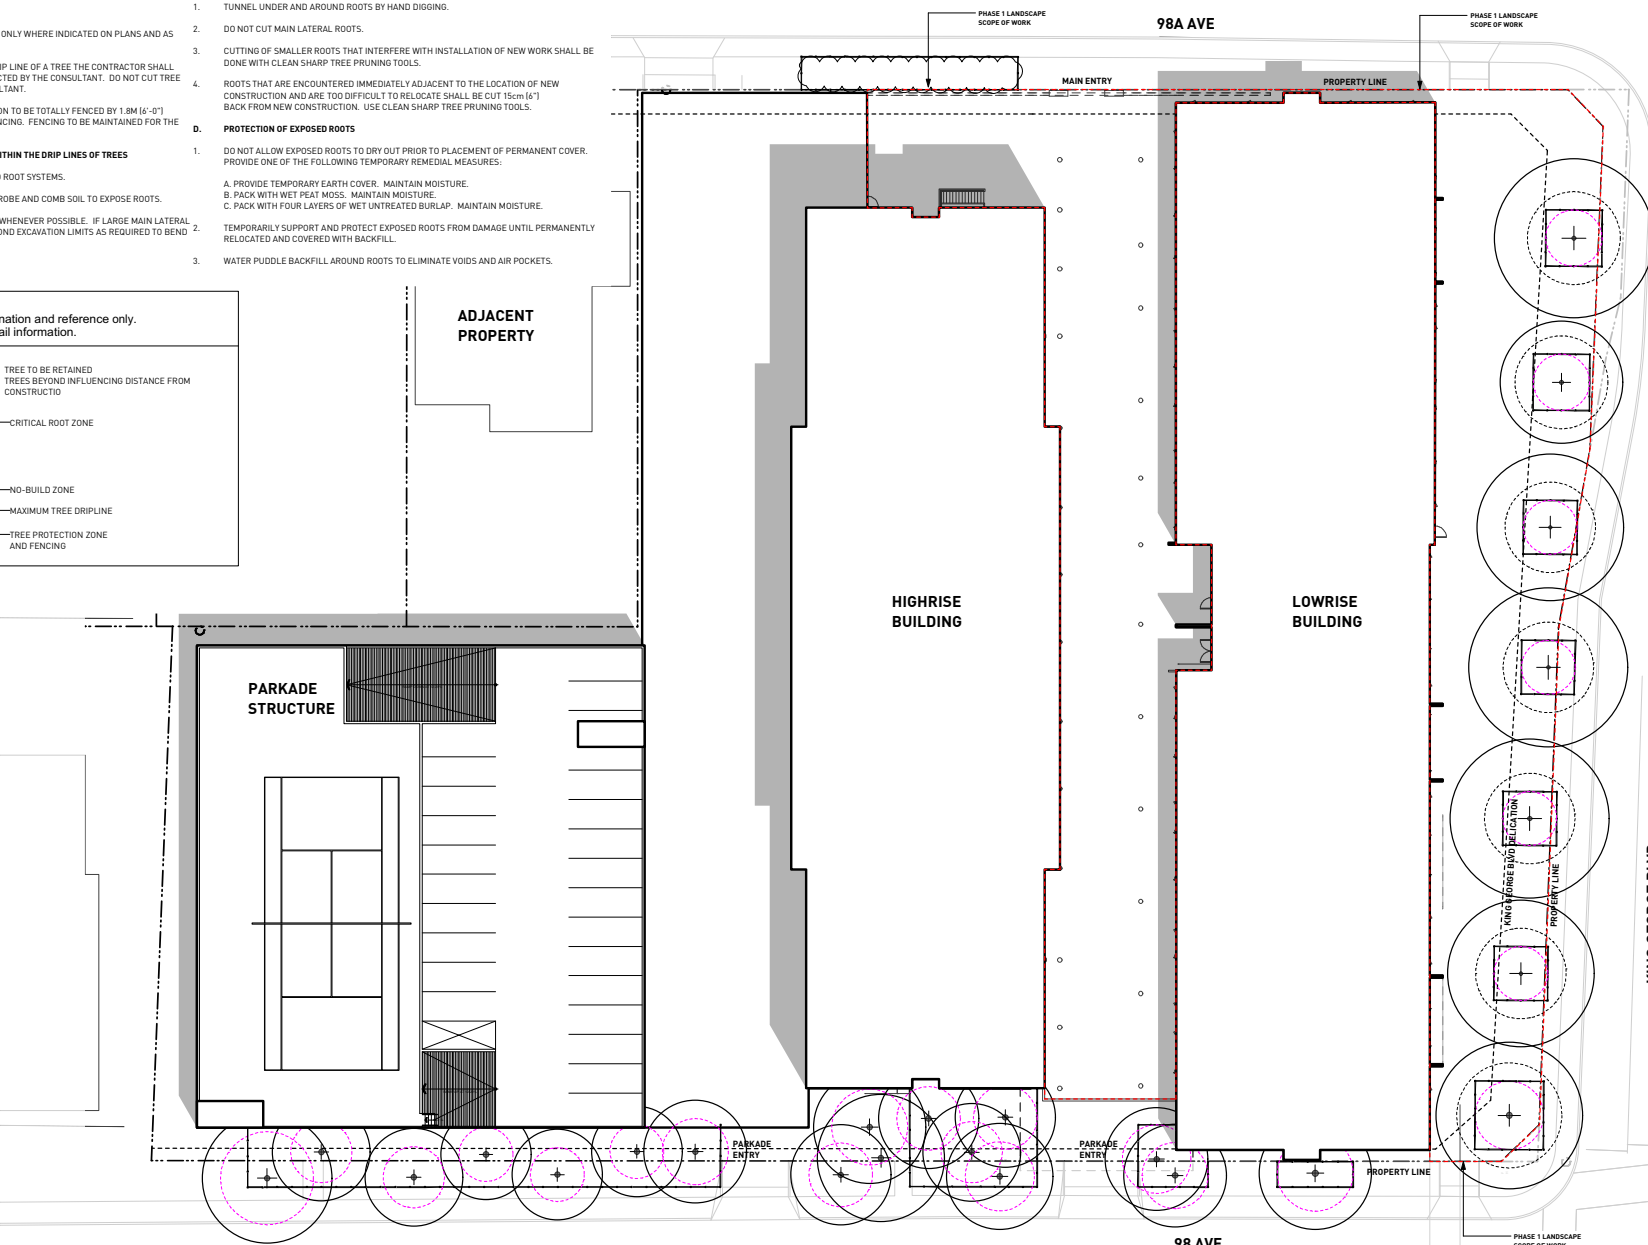 ONLY WHERE INDICATED ON PLANS AND AS
IP LINE OF A TREE THE CONTRACTOR SHALL
CTED BY THE CONSULTANT.  DO NOT CUT TREE
LTANT.
ON TO BE TOTALLY FENCED BY 1.8M (6'-0")
NCING.  FENCING TO BE MAINTAINED FOR THE
ITHIN THE DRIP LINES OF TREES
ROOT SYSTEMS.
ROBE AND COMB SOIL TO EXPOSE ROOTS.
WHENEVER POSSIBLE.  IF LARGE MAIN LATERAL
OND EXCAVATION LIMITS AS REQUIRED TO BEND
1. TUNNEL UNDER AND AROUND ROOTS BY HAND DIGGING.
2. DO NOT CUT MAIN LATERAL ROOTS.
3. CUTTING OF SMALLER ROOTS THAT INTERFERE WITH INSTALLATION OF NEW WORK SHALL BE
DONE WITH CLEAN SHARP TREE PRUNING TOOLS.
4. ROOTS THAT ARE ENCOUNTERED IMMEDIATELY ADJACENT TO THE LOCATION OF NEW
CONSTRUCTION AND ARE TOO DIFFICULT TO RELOCATE SHALL BE CUT 15cm (6")
BACK FROM NEW CONSTRUCTION.  USE CLEAN SHARP TREE PRUNING TOOLS.
D. PROTECTION OF EXPOSED ROOTS
1. DO NOT ALLOW EXPOSED ROOTS TO DRY OUT PRIOR TO PLACEMENT OF PERMANENT COVER.
PROVIDE ONE OF THE FOLLOWING TEMPORARY REMEDIAL MEASURES:
A. PROVIDE TEMPORARY EARTH COVER.  MAINTAIN MOISTURE.
B. PACK WITH WET PEAT MOSS.  MAINTAIN MOISTURE.
C. PACK WITH FOUR LAYERS OF WET UNTREATED BURLAP.  MAINTAIN MOISTURE.
2. TEMPORARILY SUPPORT AND PROTECT EXPOSED ROOTS FROM DAMAGE UNTIL PERMANENTLY
RELOCATED AND COVERED WITH BACKFILL.
3. WATER PUDDLE BACKFILL AROUND ROOTS TO ELIMINATE VOIDS AND AIR POCKETS.
nation and reference only.
ail information.
TREE TO BE RETAINED
TREES BEYOND INFLUENCING DISTANCE FROM
CONSTRUCTIO
CRITICAL ROOT ZONE
NO-BUILD ZONE
MAXIMUM TREE DRIPLINE
TREE PROTECTION ZONE
AND FENCING
PHASE 1 LANDSCAPE
SCOPE OF WORK
98A AVE
PHASE 1 LANDSCAPE
SCOPE OF WORK
MAIN ENTRY
PROPERTY LINE
ADJACENT
PROPERTY
HIGHRISE
BUILDING
LOWRISE
BUILDING
PARKADE
STRUCTURE
KING GEORGE BLVD DELICATION
PROPERTY LINE
PARKADE
ENTRY
PARKADE
ENTRY
PROPERTY LINE
98 AVE
PHASE 1 LANDSCAPE
SCOPE OF WORK